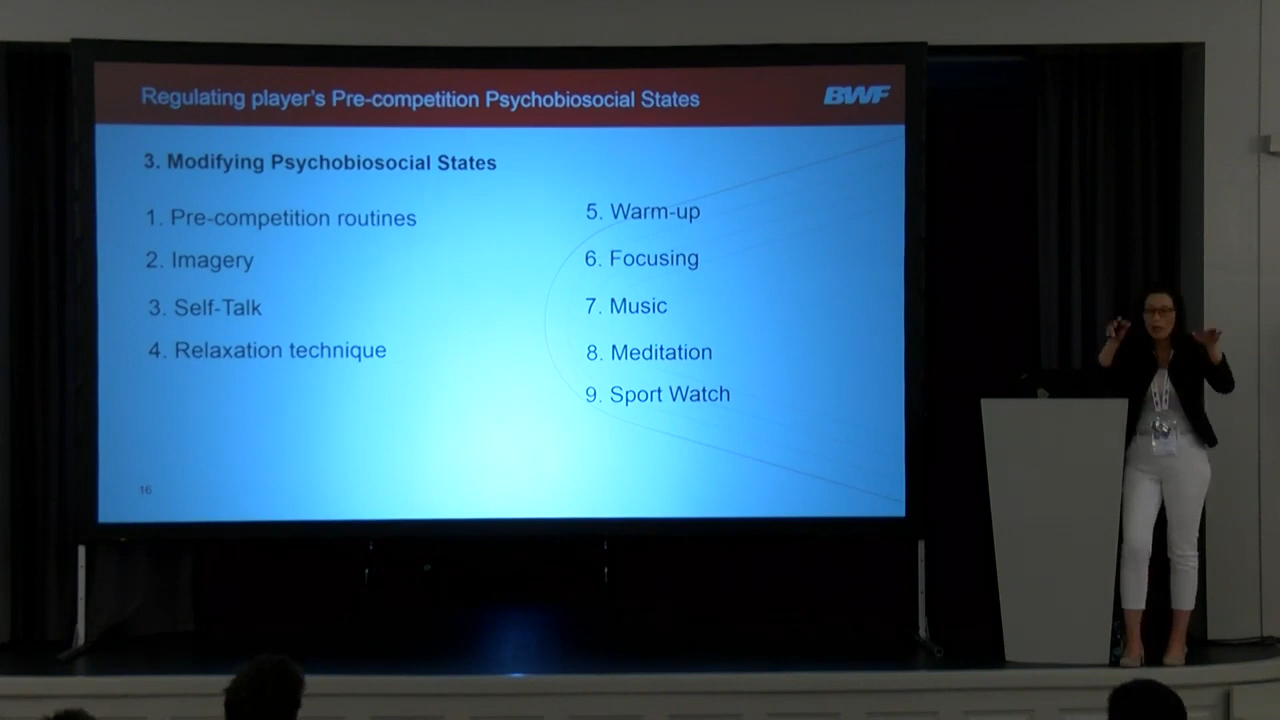 Regulating player's Pre-competition Psychobiosocial States
BWF
3. Modifying Psychobiosocial States
1. Pre-competition routines
2. Imagery
3. Self-Talk
4. Relaxation technique
5. Warm-up
6. Focusing
7. Music
8. Meditation
9. Sport Watch
16